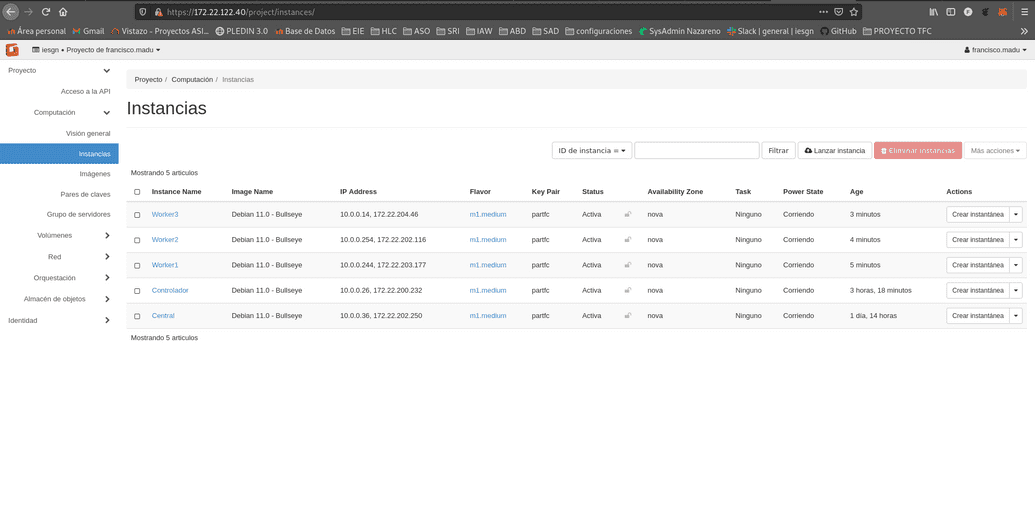 https://172.22.122.40/project/instances/
Área personal Gmail Vistazo - Proyectos ASI... PLEDIN 3.0 Base de Datos EIE HLC ASO SRI IAW ABD SAD configuraciones SysAdmin Nazareno Slack | general | iesgn GitHub PROYECTO TFC
iesgn • Proyecto de francisco.madu francisco.madu
Proyecto
Acceso a la API
Computación
Visión general
Instancias
Imágenes
Pares de claves
Grupo de servidores
Volúmenes
Red
Orquestación
Almacén de objetos
Identidad
Proyecto / Computación / Instancias
Instancias
ID de instancia = Filtrar Lanzar instancia Eliminar instancias Más acciones
Mostrando 5 articulos
Instance Name Image Name IP Address Flavor Key Pair Status Availability Zone Task Power State Age Actions
Worker3 Debian 11.0 - Bullseye 10.0.0.14, 172.22.204.46 m1.medium partfc Activa nova Ninguno Corriendo 3 minutos Crear instantánea
Worker2 Debian 11.0 - Bullseye 10.0.0.254, 172.22.202.116 m1.medium partfc Activa nova Ninguno Corriendo 4 minutos Crear instantánea
Worker1 Debian 11.0 - Bullseye 10.0.0.244, 172.22.203.177 m1.medium partfc Activa nova Ninguno Corriendo 5 minutos Crear instantánea
Controlador Debian 11.0 - Bullseye 10.0.0.26, 172.22.200.232 m1.medium partfc Activa nova Ninguno Corriendo 3 horas, 18 minutos Crear instantánea
Central Debian 11.0 - Bullseye 10.0.0.36, 172.22.202.250 m1.medium partfc Activa nova Ninguno Corriendo 1 día, 14 horas Crear instantánea
Mostrando 5 articulos